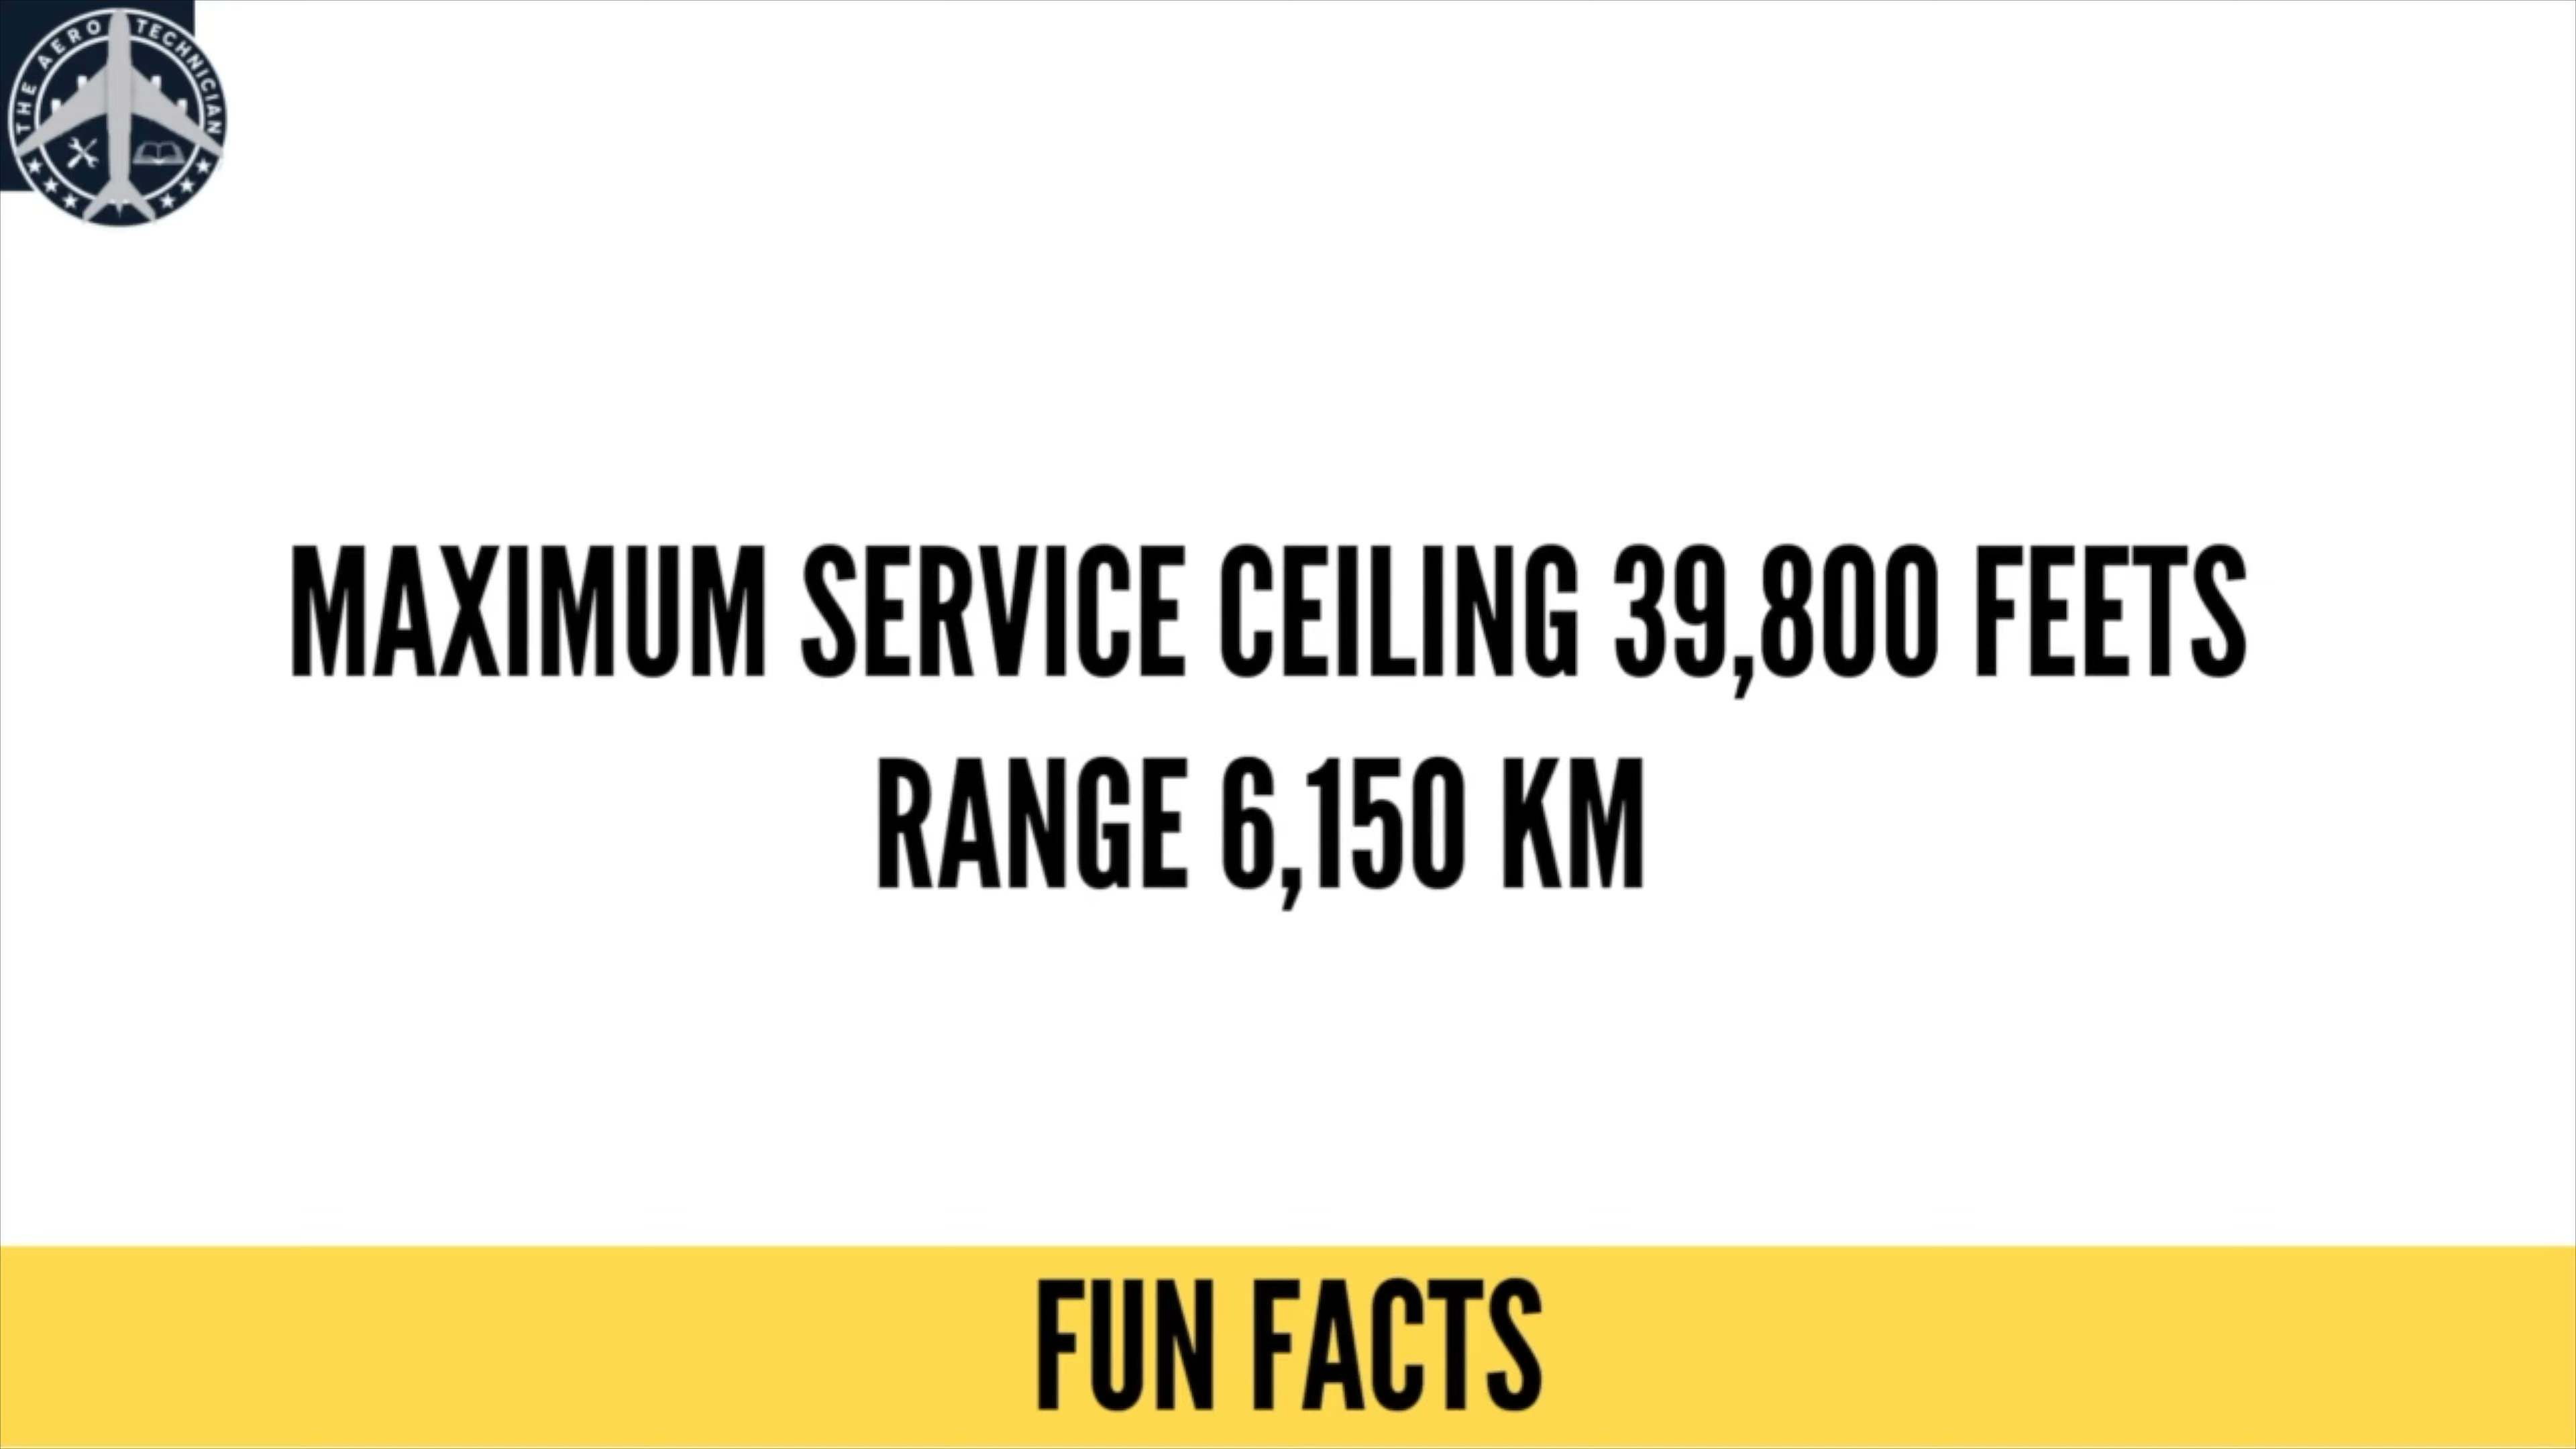 THE AERO TECHNICIAN
MAXIMUM SERVICE CEILING 39,800 FEETS
RANGE 6,150 KM
FUN FACTS